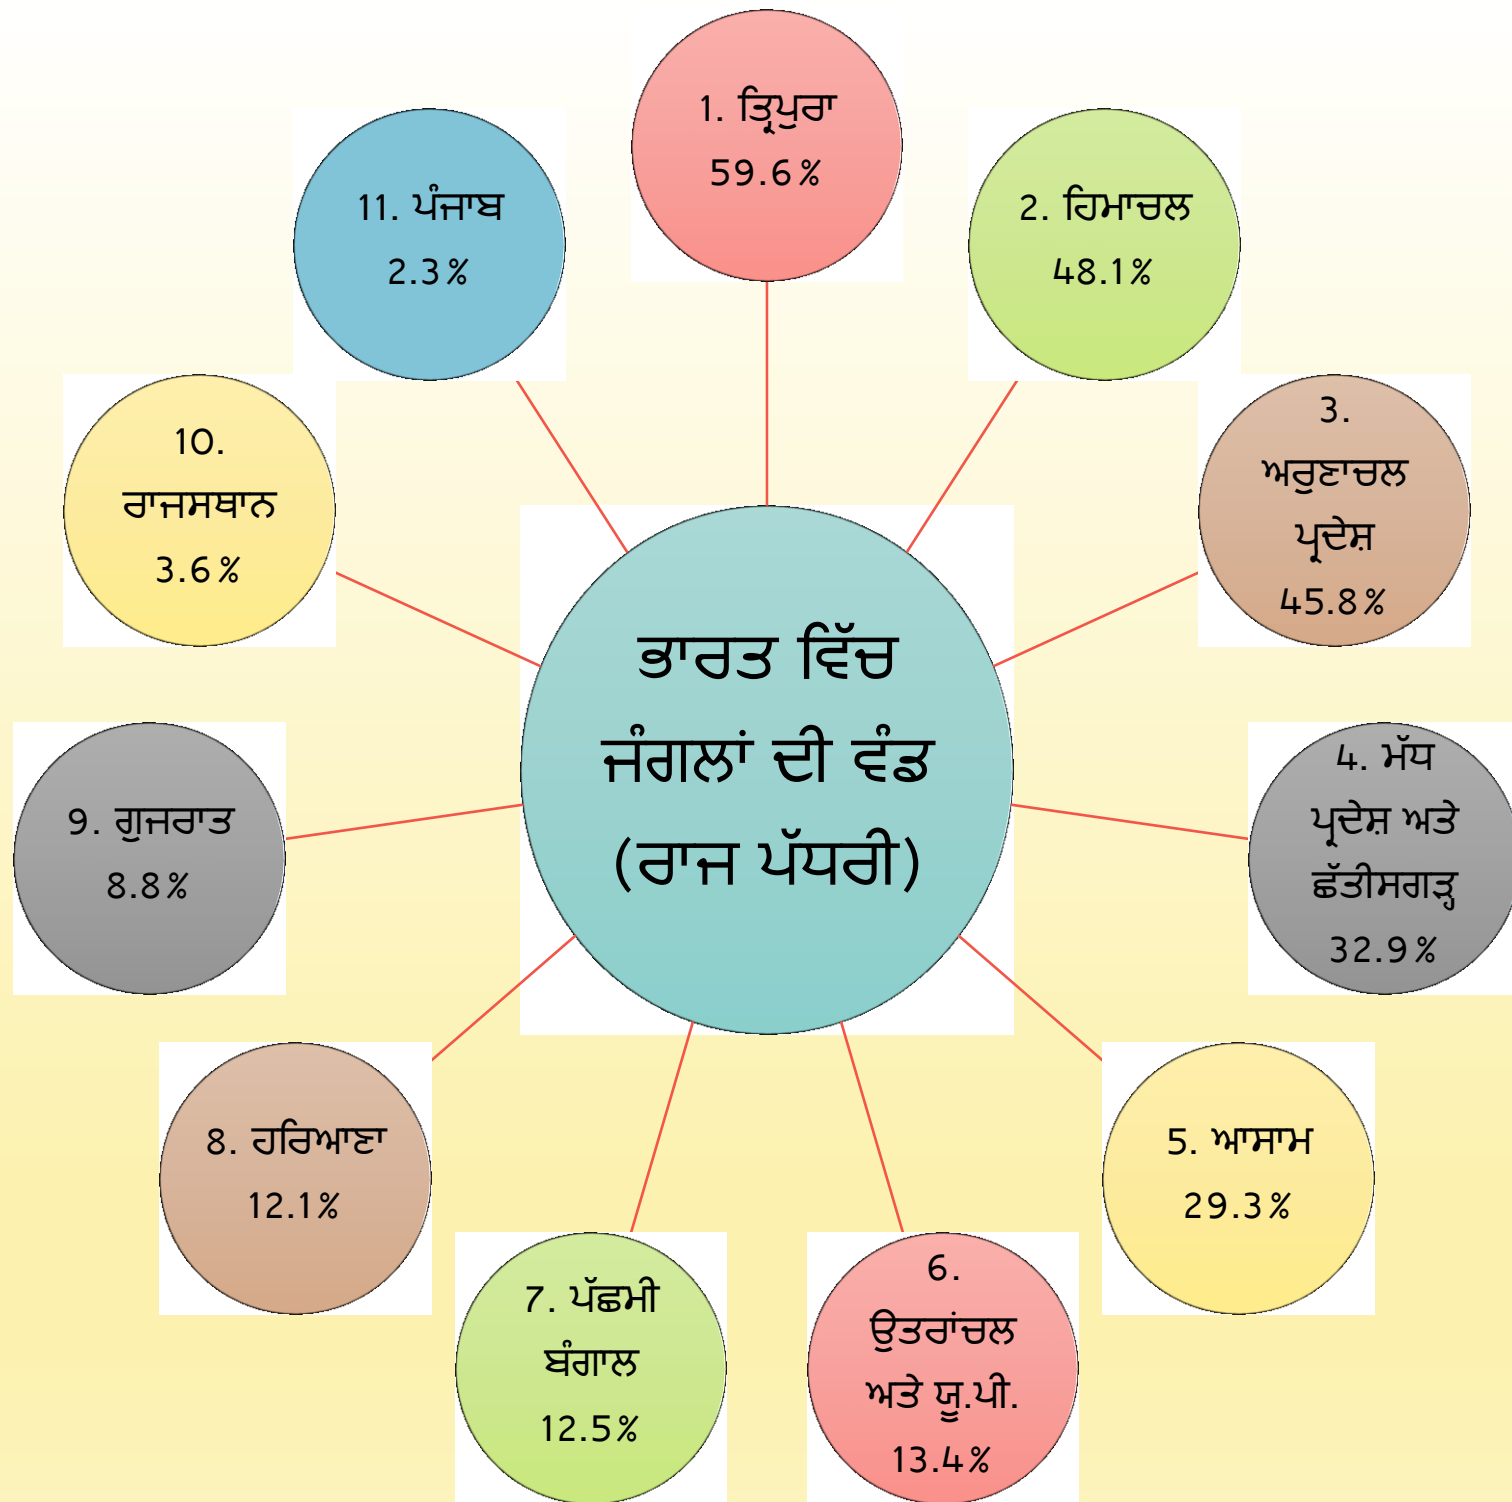 ਭਾਰਤ ਵਿੱਚ
ਜੰਗਲਾਂ ਦੀ ਵੰਡ
(ਰਾਜ ਪੱਧਰੀ)
1. ਤ੍ਰਿਪੁਰਾ
59.6%
2. ਹਿਮਾਚਲ
48.1%
3.
ਅਰੁਣਾਚਲ
ਪ੍ਰਦੇਸ਼
45.8%
4. ਮੱਧ
ਪ੍ਰਦੇਸ਼ ਅਤੇ
ਛੱਤੀਸਗੜ੍ਹ
32.9%
5. ਆਸਾਮ
29.3%
6.
ਉਤਰਾਂਚਲ
ਅਤੇ ਯੂ.ਪੀ.
13.4%
7. ਪੱਛਮੀ
ਬੰਗਾਲ
12.5%
8. ਹਰਿਆਣਾ
12.1%
9. ਗੁਜਰਾਤ
8.8%
10.
ਰਾਜਸਥਾਨ
3.6%
11. ਪੰਜਾਬ
2.3%